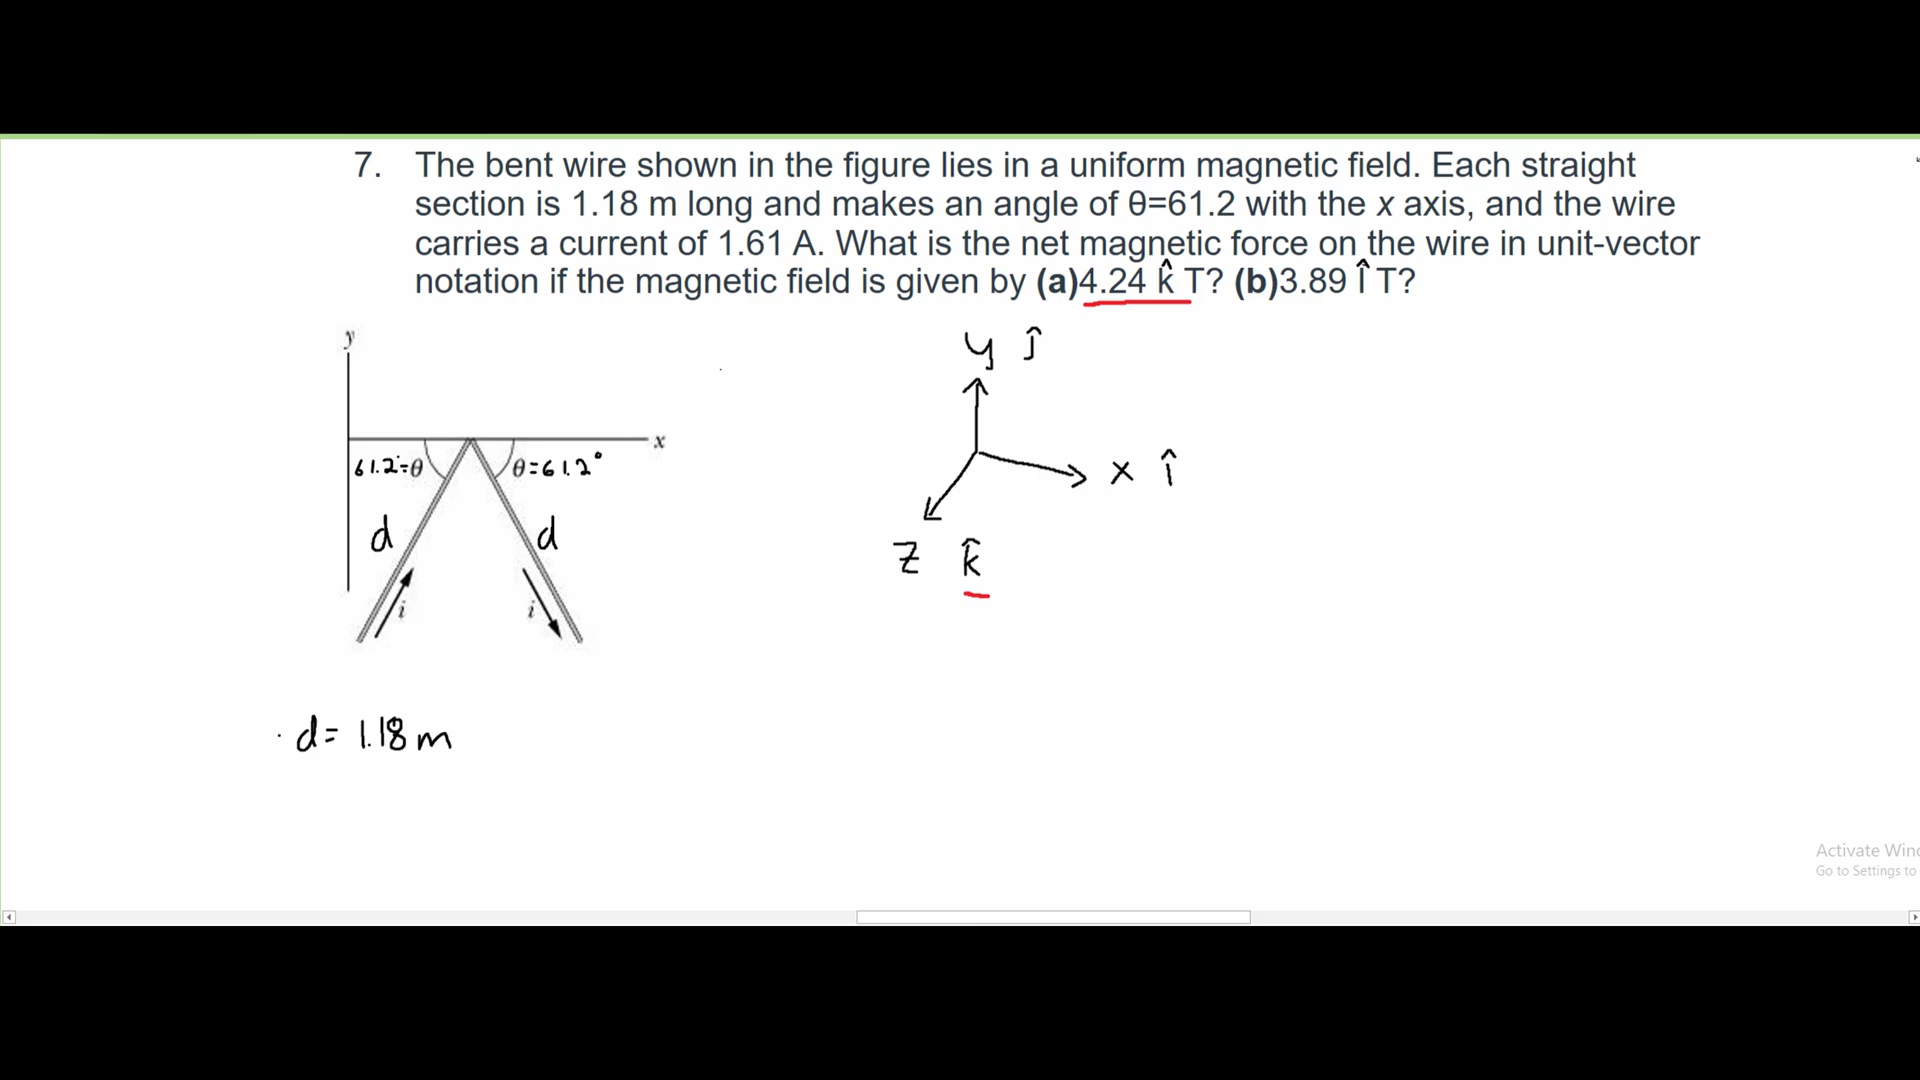 7. The bent wire shown in the figure lies in a uniform magnetic field. Each straight
section is 1.18 m long and makes an angle of θ=61.2 with the x axis, and the wire
carries a current of 1.61 A. What is the net magnetic force on the wire in unit-vector
notation if the magnetic field is given by (a)4.24 k̂ T? (b)3.89 î T?
y
x
61.2°=θ
θ=61.2°
d
d
i
i
d= 1.18 m
y ĵ
x î
z k̂
Activate Winc
Go to Settings to